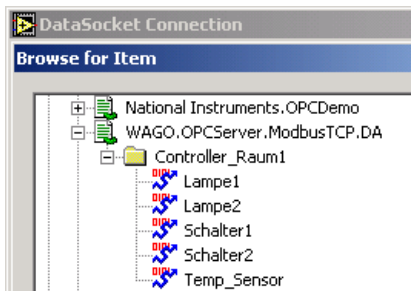 DataSocket Connection
Browse for Item
National Instruments.OPCDemo
WAGO.OPCServer.ModbusTCP.DA
Controller_Raum1
Lampe1
Lampe2
Schalter1
Schalter2
Temp_Sensor